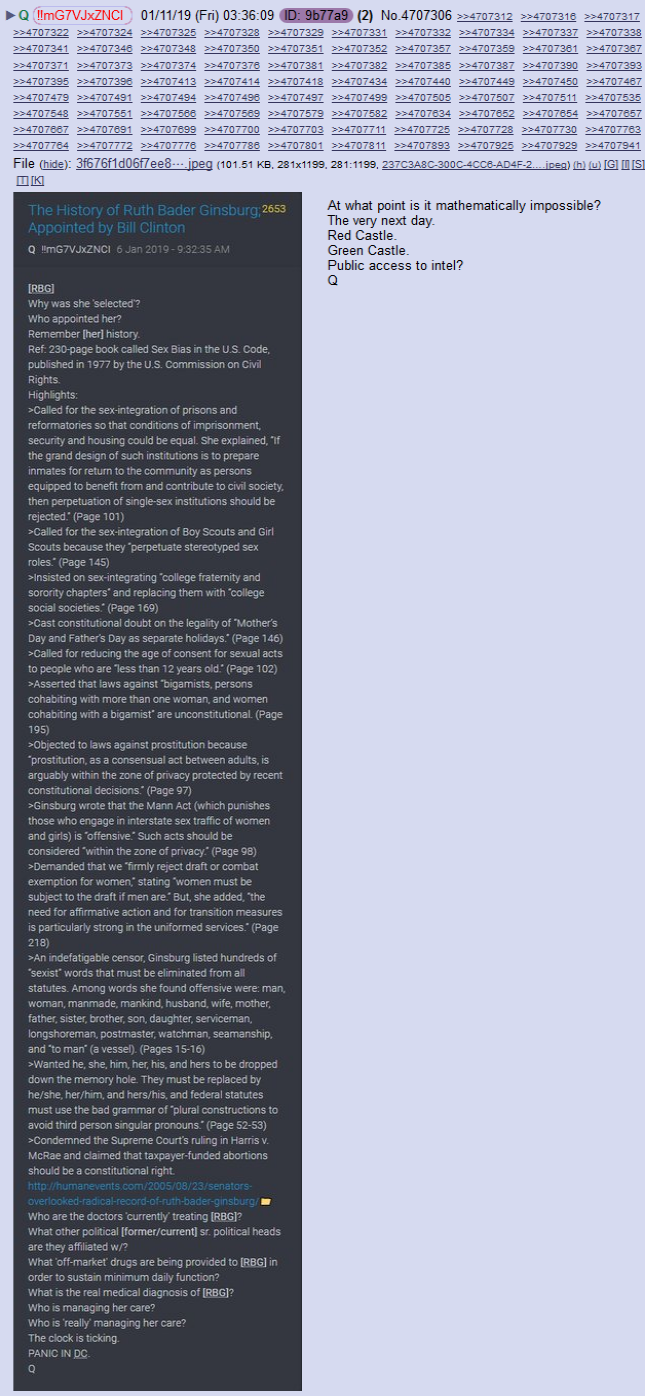 ▶ Q !!mG7VJxZNCI 01/11/19 (Fri) 03:36:09 ID: 9b77a9 (2) No.4707306 >>4707312 >>4707316 >>4707317
>>4707322 >>4707324 >>4707325 >>4707328 >>4707329 >>4707331 >>4707332 >>4707334 >>4707337 >>4707338
>>4707341 >>4707346 >>4707348 >>4707350 >>4707351 >>4707352 >>4707357 >>4707359 >>4707361 >>4707367
>>4707371 >>4707373 >>4707374 >>4707376 >>4707381 >>4707382 >>4707385 >>4707387 >>4707390 >>4707393
>>4707395 >>4707396 >>4707413 >>4707414 >>4707418 >>4707434 >>4707440 >>4707449 >>4707450 >>4707467
>>4707479 >>4707491 >>4707494 >>4707496 >>4707497 >>4707499 >>4707505 >>4707507 >>4707511 >>4707535
>>4707548 >>4707551 >>4707566 >>4707569 >>4707579 >>4707582 >>4707634 >>4707652 >>4707654 >>4707657
>>4707667 >>4707691 >>4707699 >>4707700 >>4707703 >>4707711 >>4707725 >>4707728 >>4707730 >>4707763
>>4707764 >>4707772 >>4707776 >>4707786 >>4707801 >>4707811 >>4707893 >>4707925 >>4707929 >>4707941
File (hide): 3f676f1d06f7ee8⋯.jpeg (101.51 KB, 281x1199, 281:1199, 237C3A8C-300C-4CC6-AD4F-2….jpeg) (h) (u) [G] [I] [S]
[T] [K]
The History of Ruth Bader Ginsburg; 2653
Appointed by Bill Clinton
Q !!mG7VJxZNCI 6 Jan 2019 - 9:32:35 AM
[RBG]
Why was she 'selected'?
Who appointed her?
Remember [her] history.
Ref: 230-page book called Sex Bias in the U.S. Code,
published in 1977 by the U.S. Commission on Civil
Rights.
Highlights:
>Called for the sex-integration of prisons and
reformatories so that conditions of imprisonment,
security and housing could be equal. She explained, "If
the grand design of such institutions is to prepare
inmates for return to the community as persons
equipped to benefit from and contribute to civil society,
then perpetuation of single-sex institutions should be
rejected." (Page 101)
>Called for the sex-integration of Boy Scouts and Girl
Scouts because they "perpetuate stereotyped sex
roles." (Page 145)
>Insisted on sex-integrating "college fraternity and
sorority chapters" and replacing them with "college
social societies." (Page 169)
>Cast constitutional doubt on the legality of "Mother's
Day and Father's Day as separate holidays." (Page 146)
>Called for reducing the age of consent for sexual acts
to people who are "less than 12 years old." (Page 102)
>Asserted that laws against "bigamists, persons
cohabiting with more than one woman, and women
cohabiting with a bigamist" are unconstitutional. (Page
195)
>Objected to laws against prostitution because
"prostitution, as a consensual act between adults, is
arguably within the zone of privacy protected by recent
constitutional decisions." (Page 97)
>Ginsburg wrote that the Mann Act (which punishes
those who engage in interstate sex traffic of women
and girls) is "offensive." Such acts should be
considered "within the zone of privacy." (Page 98)
>Demanded that we "firmly reject draft or combat
exemption for women," stating "women must be
subject to the draft if men are." But, she added, "the
need for affirmative action and for transition measures
is particularly strong in the uniformed services." (Page
218)
>An indefatigable censor, Ginsburg listed hundreds of
"sexist" words that must be eliminated from all
statutes. Among words she found offensive were: man,
woman, manmade, mankind, husband, wife, mother,
father, sister, brother, son, daughter, serviceman,
longshoreman, postmaster, watchman, seamanship,
and "to man" (a vessel). (Pages 15-16)
>Wanted he, she, him, her, his, and hers to be dropped
down the memory hole. They must be replaced by
he/she, her/him, and hers/his, and federal statutes
must use the bad grammar of "plural constructions to
avoid third person singular pronouns." (Page 52-53)
>Condemned the Supreme Court's ruling in Harris v.
McRae and claimed that taxpayer-funded abortions
should be a constitutional right.
http://humanevents.com/2005/08/23/senators-
overlooked-radical-record-of-ruth-bader-ginsburg/
Who are the doctors 'currently' treating [RBG]?
What other political [former/current] sr. political heads
are they affiliated w/?
What 'off-market' drugs are being provided to [RBG] in
order to sustain minimum daily function?
What is the real medical diagnosis of [RBG]?
Who is managing her care?
Who is 'really' managing her care?
The clock is ticking.
PANIC IN DC.
Q
At what point is it mathematically impossible?
The very next day.
Red Castle.
Green Castle.
Public access to intel?
Q